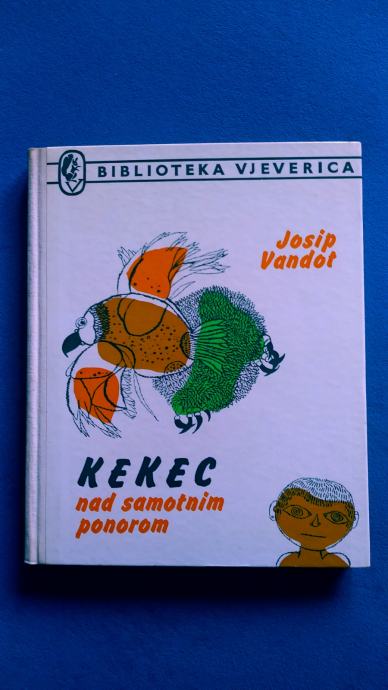 BIBLIOTEKA VJEVERICA
Josip
Vandot
KEKEC
nad samotnim
ponorom